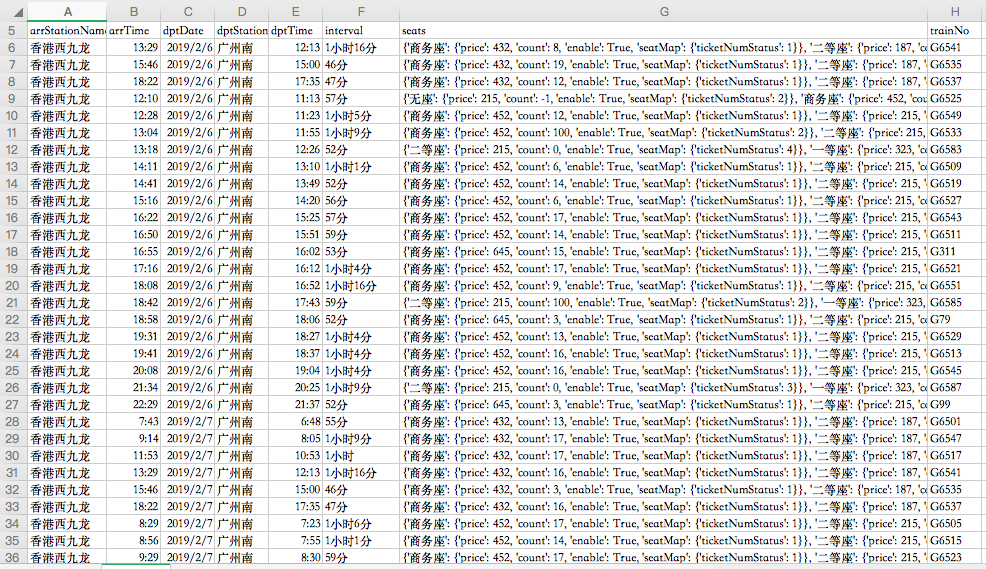 A B C D E F G H
5 arrStationName arrTime dptDate dptStation dptTime interval seats trainNo
6 香港西九龙 13:29 2019/2/6 广州南 12:13 1小时16分 {'商务座': {'price': 432, 'count': 8, 'enable': True, 'seatMap': {'ticketNumStatus': 1}}, '二等座': {'price': 187, 'co G6541
7 香港西九龙 15:46 2019/2/6 广州南 15:00 46分 {'商务座': {'price': 432, 'count': 19, 'enable': True, 'seatMap': {'ticketNumStatus': 1}}, '二等座': {'price': 187, ' G6535
8 香港西九龙 18:22 2019/2/6 广州南 17:35 47分 {'商务座': {'price': 432, 'count': 12, 'enable': True, 'seatMap': {'ticketNumStatus': 1}}, '二等座': {'price': 187, ' G6537
9 香港西九龙 12:10 2019/2/6 广州南 11:13 57分 {'无座': {'price': 215, 'count': -1, 'enable': True, 'seatMap': {'ticketNumStatus': 2}}, '商务座': {'price': 452, 'cou G6525
10 香港西九龙 12:28 2019/2/6 广州南 11:23 1小时5分 {'商务座': {'price': 452, 'count': 12, 'enable': True, 'seatMap': {'ticketNumStatus': 1}}, '二等座': {'price': 215, ' G6549
11 香港西九龙 13:04 2019/2/6 广州南 11:55 1小时9分 {'商务座': {'price': 452, 'count': 100, 'enable': True, 'seatMap': {'ticketNumStatus': 2}}, '二等座': {'price': 215, G6533
12 香港西九龙 13:18 2019/2/6 广州南 12:26 52分 {'二等座': {'price': 215, 'count': 0, 'enable': True, 'seatMap': {'ticketNumStatus': 4}}, '一等座': {'price': 323, 'co G6583
13 香港西九龙 14:11 2019/2/6 广州南 13:10 1小时1分 {'商务座': {'price': 452, 'count': 6, 'enable': True, 'seatMap': {'ticketNumStatus': 1}}, '二等座': {'price': 215, 'co G6509
14 香港西九龙 14:41 2019/2/6 广州南 13:49 52分 {'商务座': {'price': 452, 'count': 14, 'enable': True, 'seatMap': {'ticketNumStatus': 1}}, '二等座': {'price': 215, ' G6519
15 香港西九龙 15:16 2019/2/6 广州南 14:20 56分 {'商务座': {'price': 452, 'count': 6, 'enable': True, 'seatMap': {'ticketNumStatus': 1}}, '二等座': {'price': 215, 'co G6527
16 香港西九龙 16:22 2019/2/6 广州南 15:25 57分 {'商务座': {'price': 452, 'count': 17, 'enable': True, 'seatMap': {'ticketNumStatus': 1}}, '二等座': {'price': 215, ' G6543
17 香港西九龙 16:50 2019/2/6 广州南 15:51 59分 {'商务座': {'price': 452, 'count': 14, 'enable': True, 'seatMap': {'ticketNumStatus': 1}}, '二等座': {'price': 215, ' G6511
18 香港西九龙 16:55 2019/2/6 广州南 16:02 53分 {'商务座': {'price': 645, 'count': 15, 'enable': True, 'seatMap': {'ticketNumStatus': 1}}, '二等座': {'price': 215, ' G311
19 香港西九龙 17:16 2019/2/6 广州南 16:12 1小时4分 {'商务座': {'price': 452, 'count': 17, 'enable': True, 'seatMap': {'ticketNumStatus': 1}}, '二等座': {'price': 215, ' G6521
20 香港西九龙 18:08 2019/2/6 广州南 16:52 1小时16分 {'商务座': {'price': 452, 'count': 9, 'enable': True, 'seatMap': {'ticketNumStatus': 1}}, '二等座': {'price': 215, 'co G6551
21 香港西九龙 18:42 2019/2/6 广州南 17:43 59分 {'二等座': {'price': 215, 'count': 100, 'enable': True, 'seatMap': {'ticketNumStatus': 2}}, '一等座': {'price': 323, G6585
22 香港西九龙 18:58 2019/2/6 广州南 18:06 52分 {'商务座': {'price': 645, 'count': 3, 'enable': True, 'seatMap': {'ticketNumStatus': 1}}, '二等座': {'price': 215, 'co G79
23 香港西九龙 19:31 2019/2/6 广州南 18:27 1小时4分 {'商务座': {'price': 452, 'count': 13, 'enable': True, 'seatMap': {'ticketNumStatus': 1}}, '二等座': {'price': 215, ' G6529
24 香港西九龙 19:41 2019/2/6 广州南 18:37 1小时4分 {'商务座': {'price': 452, 'count': 16, 'enable': True, 'seatMap': {'ticketNumStatus': 1}}, '二等座': {'price': 215, ' G6513
25 香港西九龙 20:08 2019/2/6 广州南 19:04 1小时4分 {'商务座': {'price': 452, 'count': 16, 'enable': True, 'seatMap': {'ticketNumStatus': 1}}, '二等座': {'price': 215, ' G6545
26 香港西九龙 21:34 2019/2/6 广州南 20:25 1小时9分 {'二等座': {'price': 215, 'count': 0, 'enable': True, 'seatMap': {'ticketNumStatus': 3}}, '一等座': {'price': 323, 'co G6587
27 香港西九龙 22:29 2019/2/6 广州南 21:37 52分 {'商务座': {'price': 645, 'count': 3, 'enable': True, 'seatMap': {'ticketNumStatus': 1}}, '二等座': {'price': 215, 'co G99
28 香港西九龙 7:43 2019/2/7 广州南 6:48 55分 {'商务座': {'price': 432, 'count': 13, 'enable': True, 'seatMap': {'ticketNumStatus': 1}}, '二等座': {'price': 187, ' G6501
29 香港西九龙 9:14 2019/2/7 广州南 8:05 1小时9分 {'商务座': {'price': 432, 'count': 17, 'enable': True, 'seatMap': {'ticketNumStatus': 1}}, '二等座': {'price': 187, ' G6547
30 香港西九龙 11:53 2019/2/7 广州南 10:53 1小时 {'商务座': {'price': 432, 'count': 17, 'enable': True, 'seatMap': {'ticketNumStatus': 1}}, '二等座': {'price': 187, ' G6517
31 香港西九龙 13:29 2019/2/7 广州南 12:13 1小时16分 {'商务座': {'price': 432, 'count': 16, 'enable': True, 'seatMap': {'ticketNumStatus': 1}}, '二等座': {'price': 187, ' G6541
32 香港西九龙 15:46 2019/2/7 广州南 15:00 46分 {'商务座': {'price': 432, 'count': 3, 'enable': True, 'seatMap': {'ticketNumStatus': 1}}, '二等座': {'price': 187, 'co G6535
33 香港西九龙 18:22 2019/2/7 广州南 17:35 47分 {'商务座': {'price': 432, 'count': 16, 'enable': True, 'seatMap': {'ticketNumStatus': 1}}, '二等座': {'price': 187, ' G6537
34 香港西九龙 8:29 2019/2/7 广州南 7:23 1小时6分 {'商务座': {'price': 452, 'count': 17, 'enable': True, 'seatMap': {'ticketNumStatus': 1}}, '二等座': {'price': 215, ' G6505
35 香港西九龙 8:56 2019/2/7 广州南 7:55 1小时1分 {'商务座': {'price': 452, 'count': 14, 'enable': True, 'seatMap': {'ticketNumStatus': 1}}, '二等座': {'price': 215, ' G6515
36 香港西九龙 9:29 2019/2/7 广州南 8:30 59分 {'商务座': {'price': 452, 'count': 17, 'enable': True, 'seatMap': {'ticketNumStatus': 1}}, '二等座': {'price': 215, ' G6523